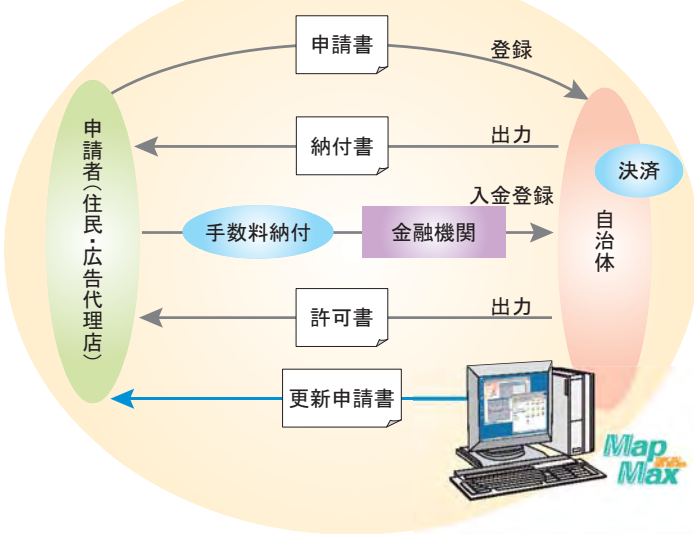 申請書
登録
申請者（住民・広告代理店）
納付書
出力
決済
自治体
入金登録
手数料納付
金融機関
許可書
出力
更新申請書
Map
Max